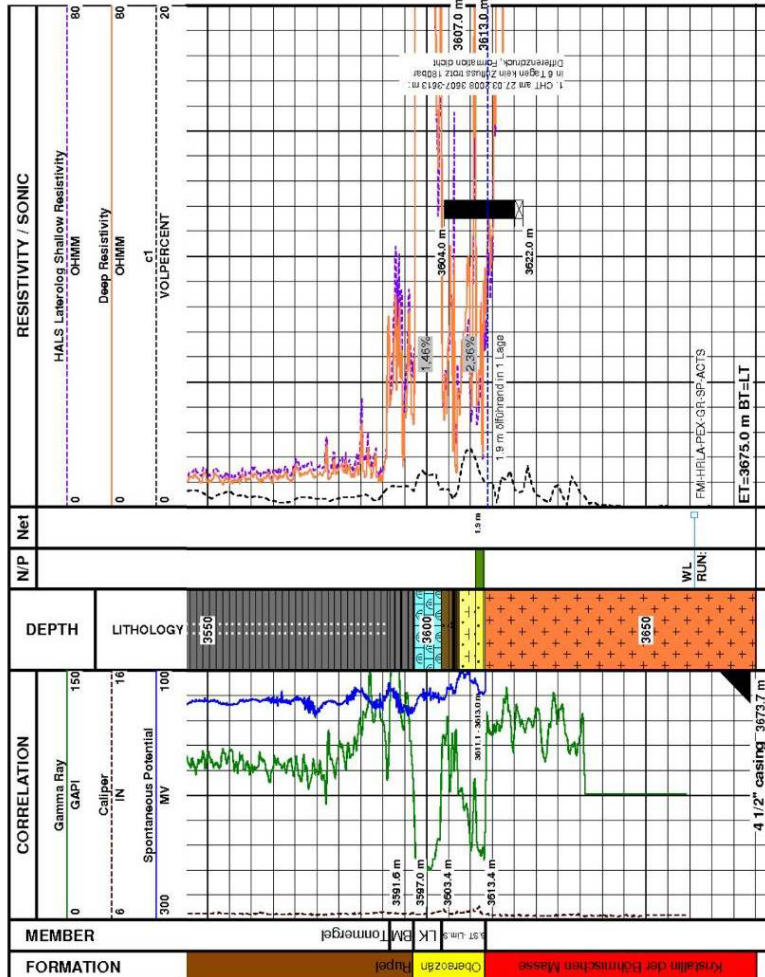 FORMATION
MEMBER
CORRELATION
Gamma Ray
0 GAPI 150
Caliper
6 IN 16
Spontaneous Potential
300 MV 100
DEPTH
LITHOLOGY
N/P
Net
RESISTIVITY / SONIC
HALS Laterolog Shallow Resistivity
0 OHMM 80
Deep Resistivity
0 OHMM 80
c1
0 VOLPERCENT 20
Rupel
Obereozän
Kristallin der Böhmischen Masse
Tonmergel
BM
LK
3591.6 m
3597.0 m
3603.4 m
3613.4 m
3611.1 - 3613.0 m
4 1/2" casing 3673.7 m
3550
3600
3650
1.9 m
WL
RUN:
FMI-HRLA-PEX-GR-SP-ACTS
ET=3675.0 m BT=LT
1,46%
2,36%
1.9 m ölführend in 1 Lage
3604.0 m
3622.0 m
3607.0 m
3613.0 m
1. CHT am 27.03.2008 3607-3613 m:
in 6 Tagen kein Zufluss trotz 180bar
Differenzdruck, Formation dicht